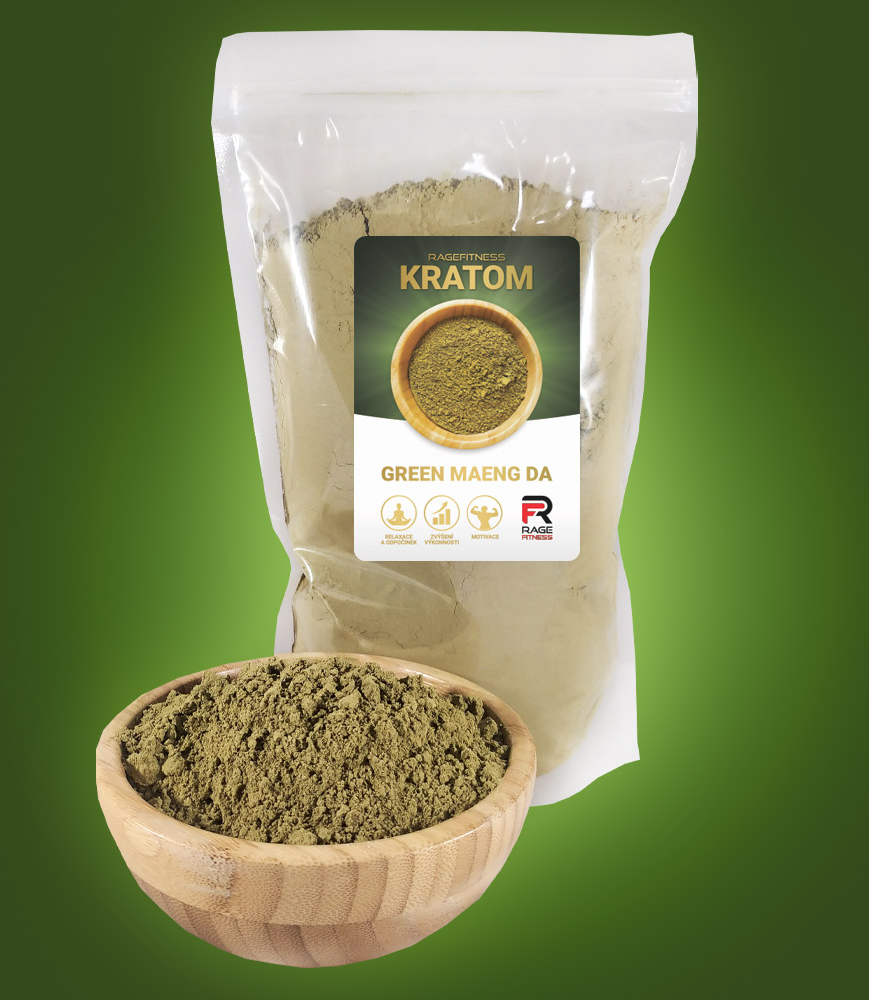 RAGEFITNESS
KRATOM
GREEN MAENG DA
RELAXACE
A ODPOČINEK
ZVÝŠENÍ
VÝKONNOSTI
MOTIVACE
RAGE
FITNESS